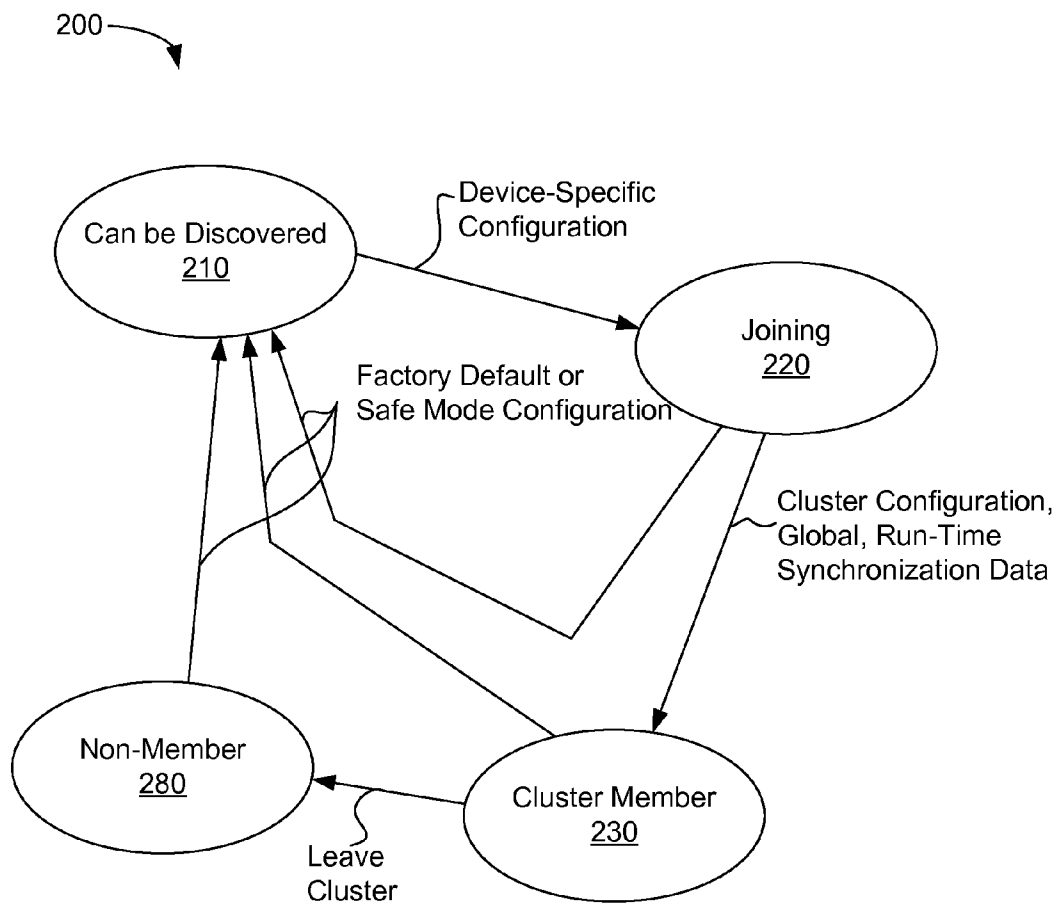 200
Can be Discovered
210
Device-Specific
Configuration
Joining
220
Factory Default or
Safe Mode Configuration
Cluster Configuration,
Global, Run-Time
Synchronization Data
Non-Member
280
Cluster Member
230
Leave
Cluster